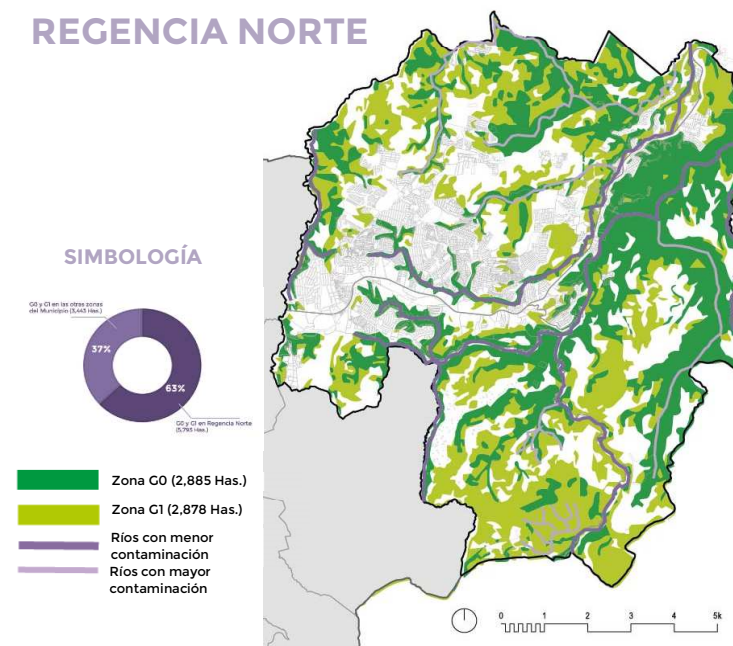 REGENCIA NORTE
SIMBOLOGÍA
G0 y G1 en las otras zonas
del Municipio (3,443 Has.)
37%
63%
G0 y G1 en Regencia Norte
(5,793 Has.)
Zona G0 (2,885 Has.)
Zona G1 (2,878 Has.)
Ríos con menor
contaminación
Ríos con mayor
contaminación
0 1 2 3 4 5k